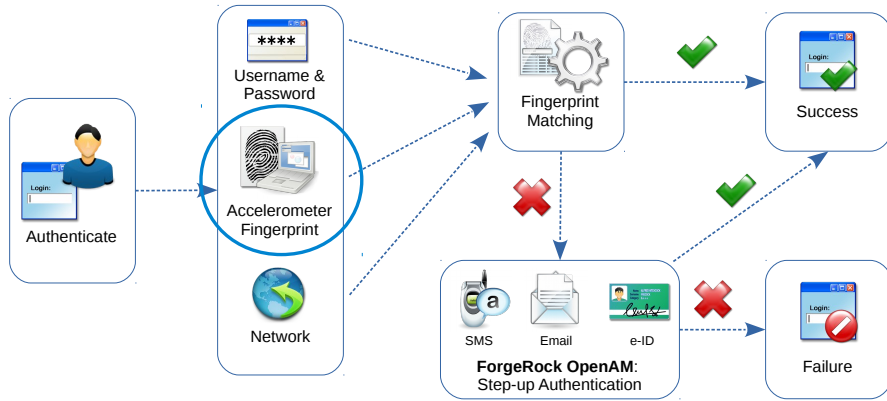 Login:
Authenticate
****
Username &
Password
Accelerometer
Fingerprint
Network
Fingerprint
Matching
Login:
Success
a
SMS
Email
e-ID
ForgeRock OpenAM:
Step-up Authentication
Login:
Failure